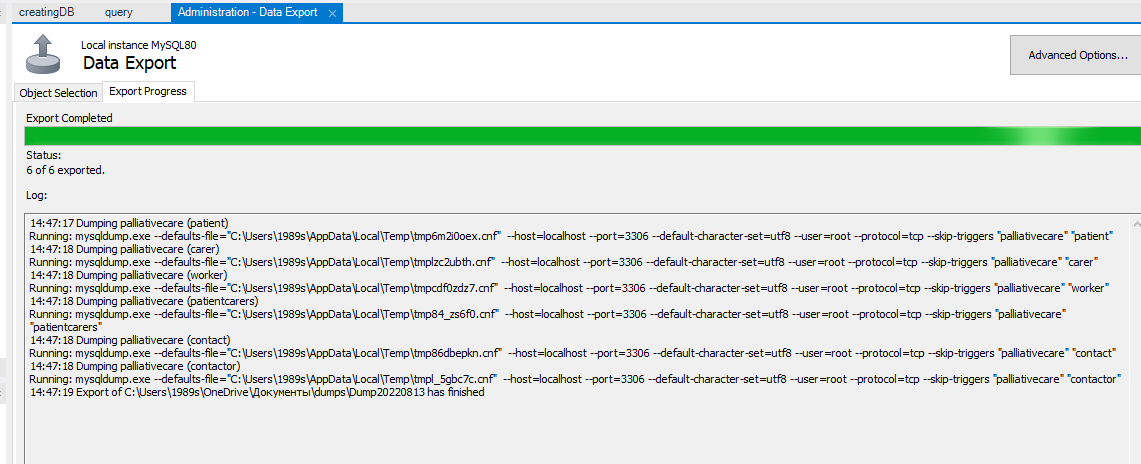 creatingDB query Administration - Data Export ×
Local instance MySQL80
Data Export
Advanced Options...
Object Selection Export Progress
Export Completed
Status:
6 of 6 exported.
Log:
14:47:17 Dumping palliativecare (patient)
Running: mysqldump.exe --defaults-file="C:\Users\1989s\AppData\Local\Temp\tmp6m2i0oex.cnf" --host=localhost --port=3306 --default-character-set=utf8 --user=root --protocol=tcp --skip-triggers "palliativecare" "patient"
14:47:18 Dumping palliativecare (carer)
Running: mysqldump.exe --defaults-file="C:\Users\1989s\AppData\Local\Temp\tmplzc2ubth.cnf" --host=localhost --port=3306 --default-character-set=utf8 --user=root --protocol=tcp --skip-triggers "palliativecare" "carer"
14:47:18 Dumping palliativecare (worker)
Running: mysqldump.exe --defaults-file="C:\Users\1989s\AppData\Local\Temp\tmpcdf0zdz7.cnf" --host=localhost --port=3306 --default-character-set=utf8 --user=root --protocol=tcp --skip-triggers "palliativecare" "worker"
14:47:18 Dumping palliativecare (patientcarers)
Running: mysqldump.exe --defaults-file="C:\Users\1989s\AppData\Local\Temp\tmp84_zs6f0.cnf" --host=localhost --port=3306 --default-character-set=utf8 --user=root --protocol=tcp --skip-triggers "palliativecare"
"patientcarers"
14:47:18 Dumping palliativecare (contact)
Running: mysqldump.exe --defaults-file="C:\Users\1989s\AppData\Local\Temp\tmp86dbepkn.cnf" --host=localhost --port=3306 --default-character-set=utf8 --user=root --protocol=tcp --skip-triggers "palliativecare" "contact"
14:47:18 Dumping palliativecare (contactor)
Running: mysqldump.exe --defaults-file="C:\Users\1989s\AppData\Local\Temp\tmpl_5gbc7c.cnf" --host=localhost --port=3306 --default-character-set=utf8 --user=root --protocol=tcp --skip-triggers "palliativecare" "contactor"
14:47:19 Export of C:\Users\1989s\OneDrive\Документы\dumps\Dump20220813 has finished